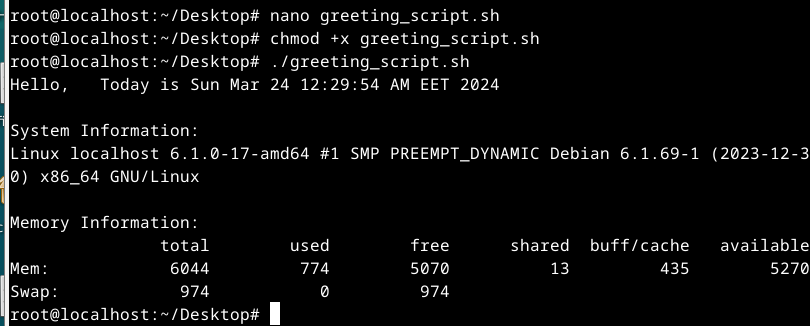 root@localhost:~/Desktop# nano greeting_script.sh
root@localhost:~/Desktop# chmod +x greeting_script.sh
root@localhost:~/Desktop# ./greeting_script.sh
Hello,   Today is Sun Mar 24 12:29:54 AM EET 2024
System Information:
Linux localhost 6.1.0-17-amd64 #1 SMP PREEMPT_DYNAMIC Debian 6.1.69-1 (2023-12-3
0) x86_64 GNU/Linux
Memory Information:
               total        used        free      shared  buff/cache   available
Mem:            6044         774        5070          13         435        5270
Swap:            974           0         974
root@localhost:~/Desktop#